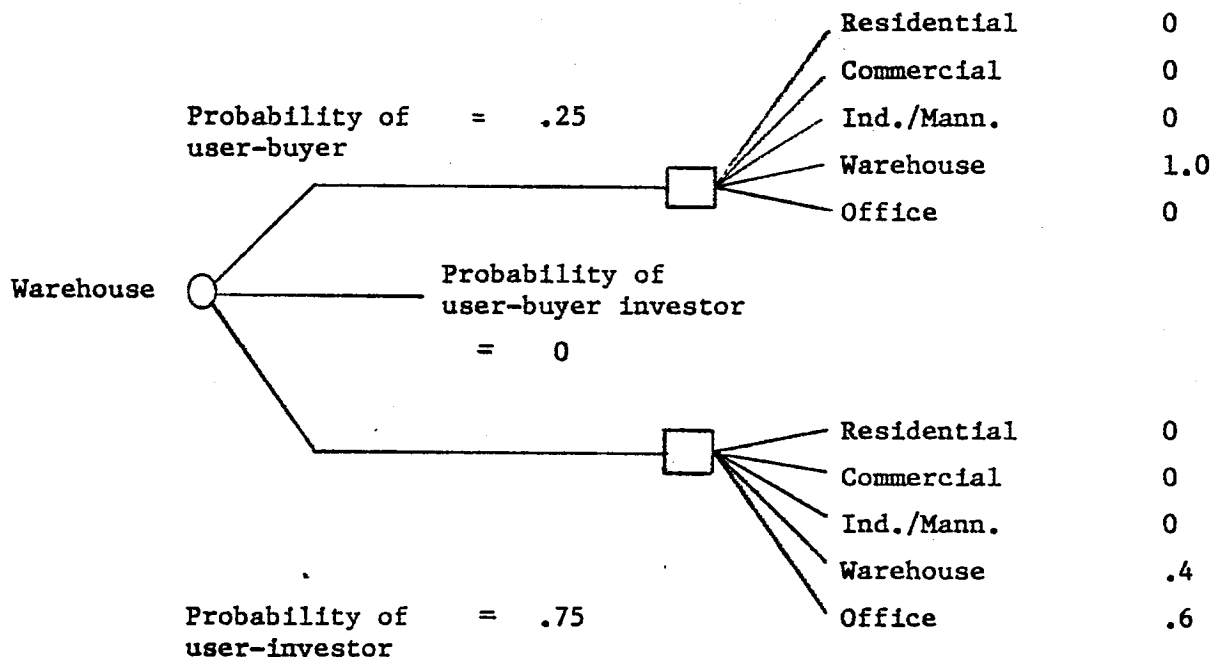 Residential 0
Commercial 0
Probability of = .25
user-buyer
Ind./Mann. 0
Warehouse 1.0
Office 0
Warehouse
Probability of
user-buyer investor
= 0
Residential 0
Commercial 0
Ind./Mann. 0
Warehouse .4
Probability of = .75
user-investor
Office .6